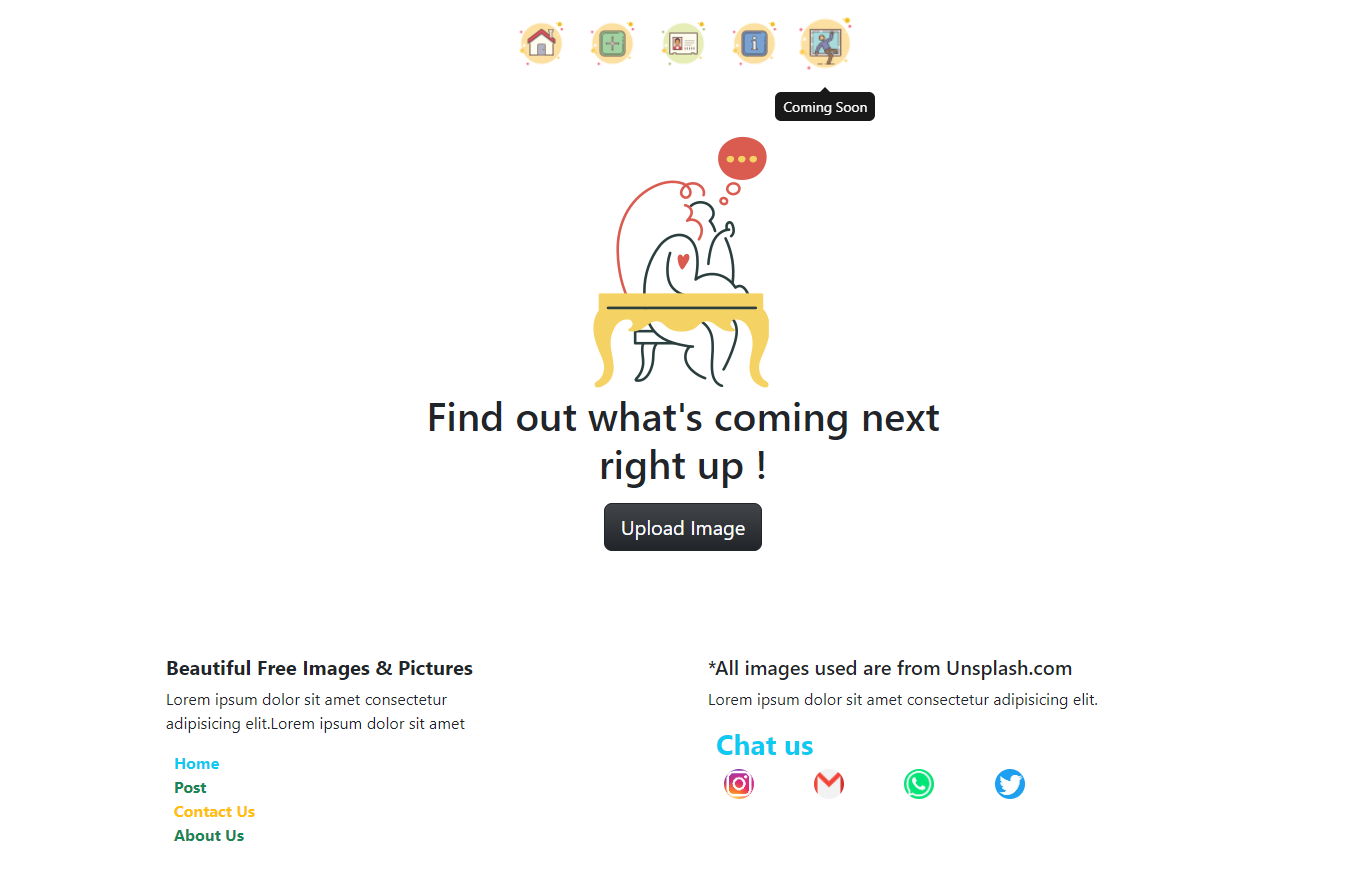 Coming Soon
Find out what's coming next
right up !
Upload Image
Beautiful Free Images & Pictures
Lorem ipsum dolor sit amet consectetur
adipisicing elit.Lorem ipsum dolor sit amet
Home
Post
Contact Us
About Us
*All images used are from Unsplash.com
Lorem ipsum dolor sit amet consectetur adipisicing elit.
Chat us